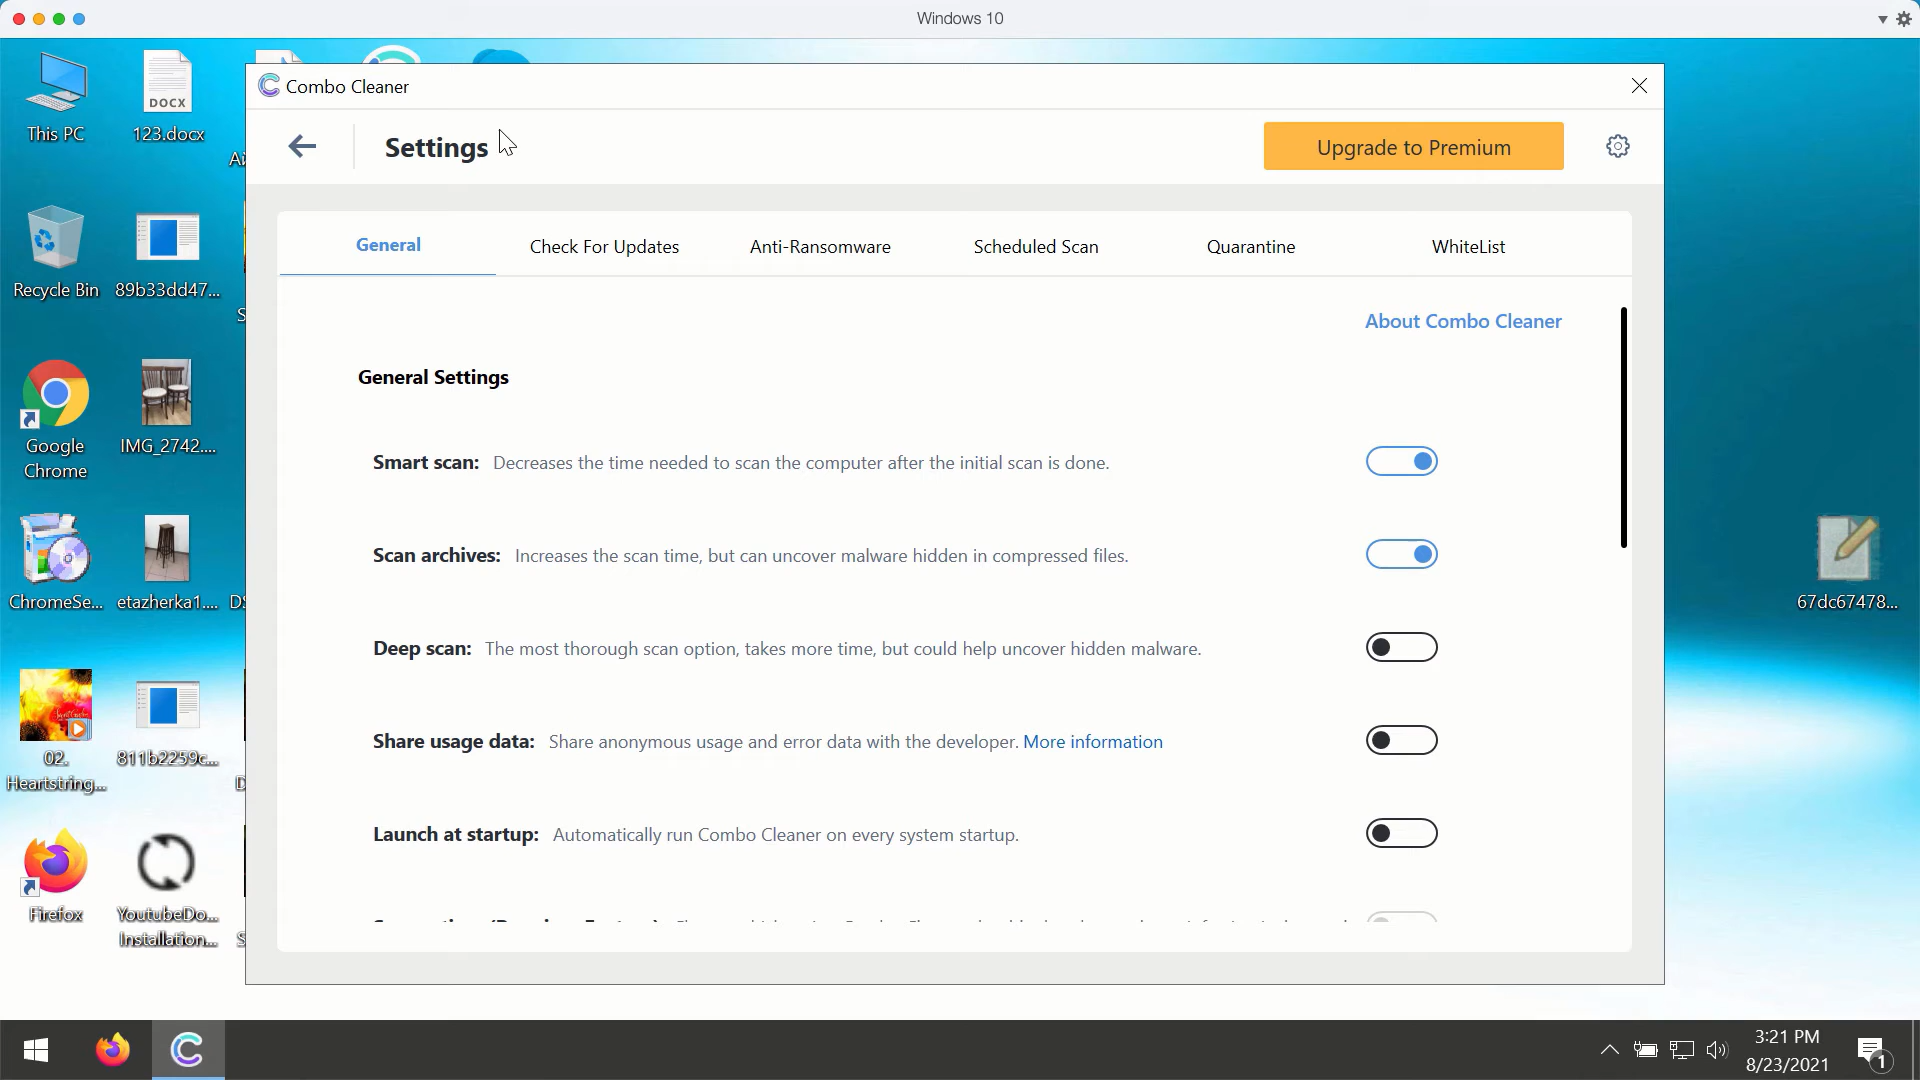 Windows 10
Combo Cleaner
Settings
Upgrade to Premium
General
Check For Updates
Anti-Ransomware
Scheduled Scan
Quarantine
WhiteList
About Combo Cleaner
General Settings
Smart scan: Decreases the time needed to scan the computer after the initial scan is done.
Scan archives: Increases the scan time, but can uncover malware hidden in compressed files.
Deep scan: The most thorough scan option, takes more time, but could help uncover hidden malware.
Share usage data: Share anonymous usage and error data with the developer. More information
Launch at startup: Automatically run Combo Cleaner on every system startup.
This PC
DOCX
123.docx
Recycle Bin
89b33dd47...
Google
Chrome
IMG_2742....
ChromeSe...
etazherka1....
02.
Heartstring...
811b2259c...
Firefox
YoutubeDo...
Installation...
67dc67478...
3:21 PM
8/23/2021
1